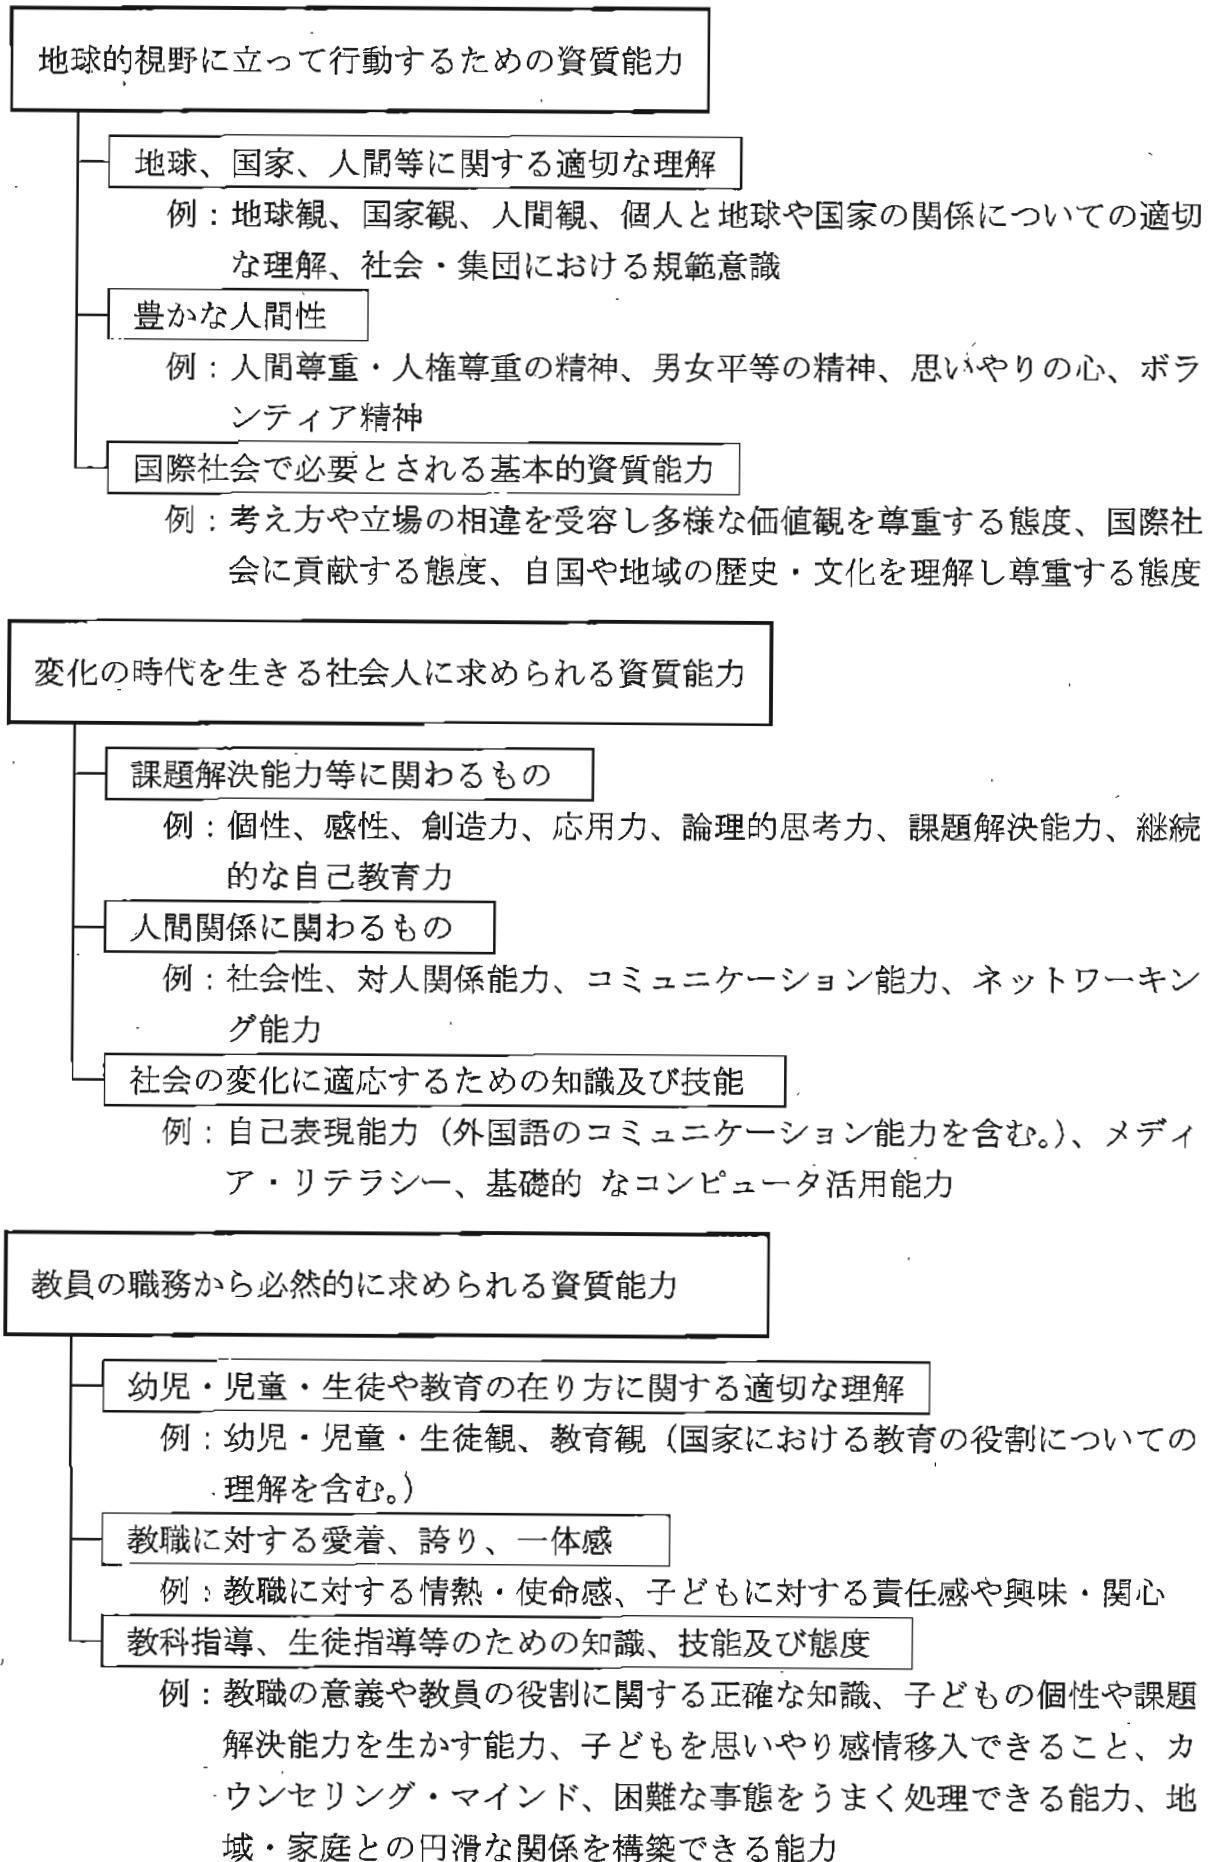 地球的視野に立って行動するための資質能力
地球、国家、人間等に関する適切な理解
例：地球観、国家観、人間観、個人と地球や国家の関係についての適切
な理解、社会・集団における規範意識
豊かな人間性
例：人間尊重・人権尊重の精神、男女平等の精神、思いやりの心、ボラ
ンティア精神
国際社会で必要とされる基本的資質能力
例：考え方や立場の相違を受容し多様な価値観を尊重する態度、国際社
会に貢献する態度、自国や地域の歴史・文化を理解し尊重する態度
変化の時代を生きる社会人に求められる資質能力
課題解決能力等に関わるもの
例：個性、感性、創造力、応用力、論理的思考力、課題解決能力、継続
的な自己教育力
人間関係に関わるもの
例：社会性、対人関係能力、コミュニケーション能力、ネットワーキン
グ能力
社会の変化に適応するための知識及び技能
例：自己表現能力（外国語のコミュニケーション能力を含む。）、メディ
ア・リテラシー、基礎的 なコンピュータ活用能力
教員の職務から必然的に求められる資質能力
幼児・児童・生徒や教育の在り方に関する適切な理解
例：幼児・児童・生徒観、教育観（国家における教育の役割についての
理解を含む。）
教職に対する愛着、誇り、一体感
例：教職に対する情熱・使命感、子どもに対する責任感や興味・関心
教科指導、生徒指導等のための知識、技能及び態度
例：教職の意義や教員の役割に関する正確な知識、子どもの個性や課題
解決能力を生かす能力、子どもを思いやり感情移入できること、カ
ウンセリング・マインド、困難な事態をうまく処理できる能力、地
域・家庭との円滑な関係を構築できる能力